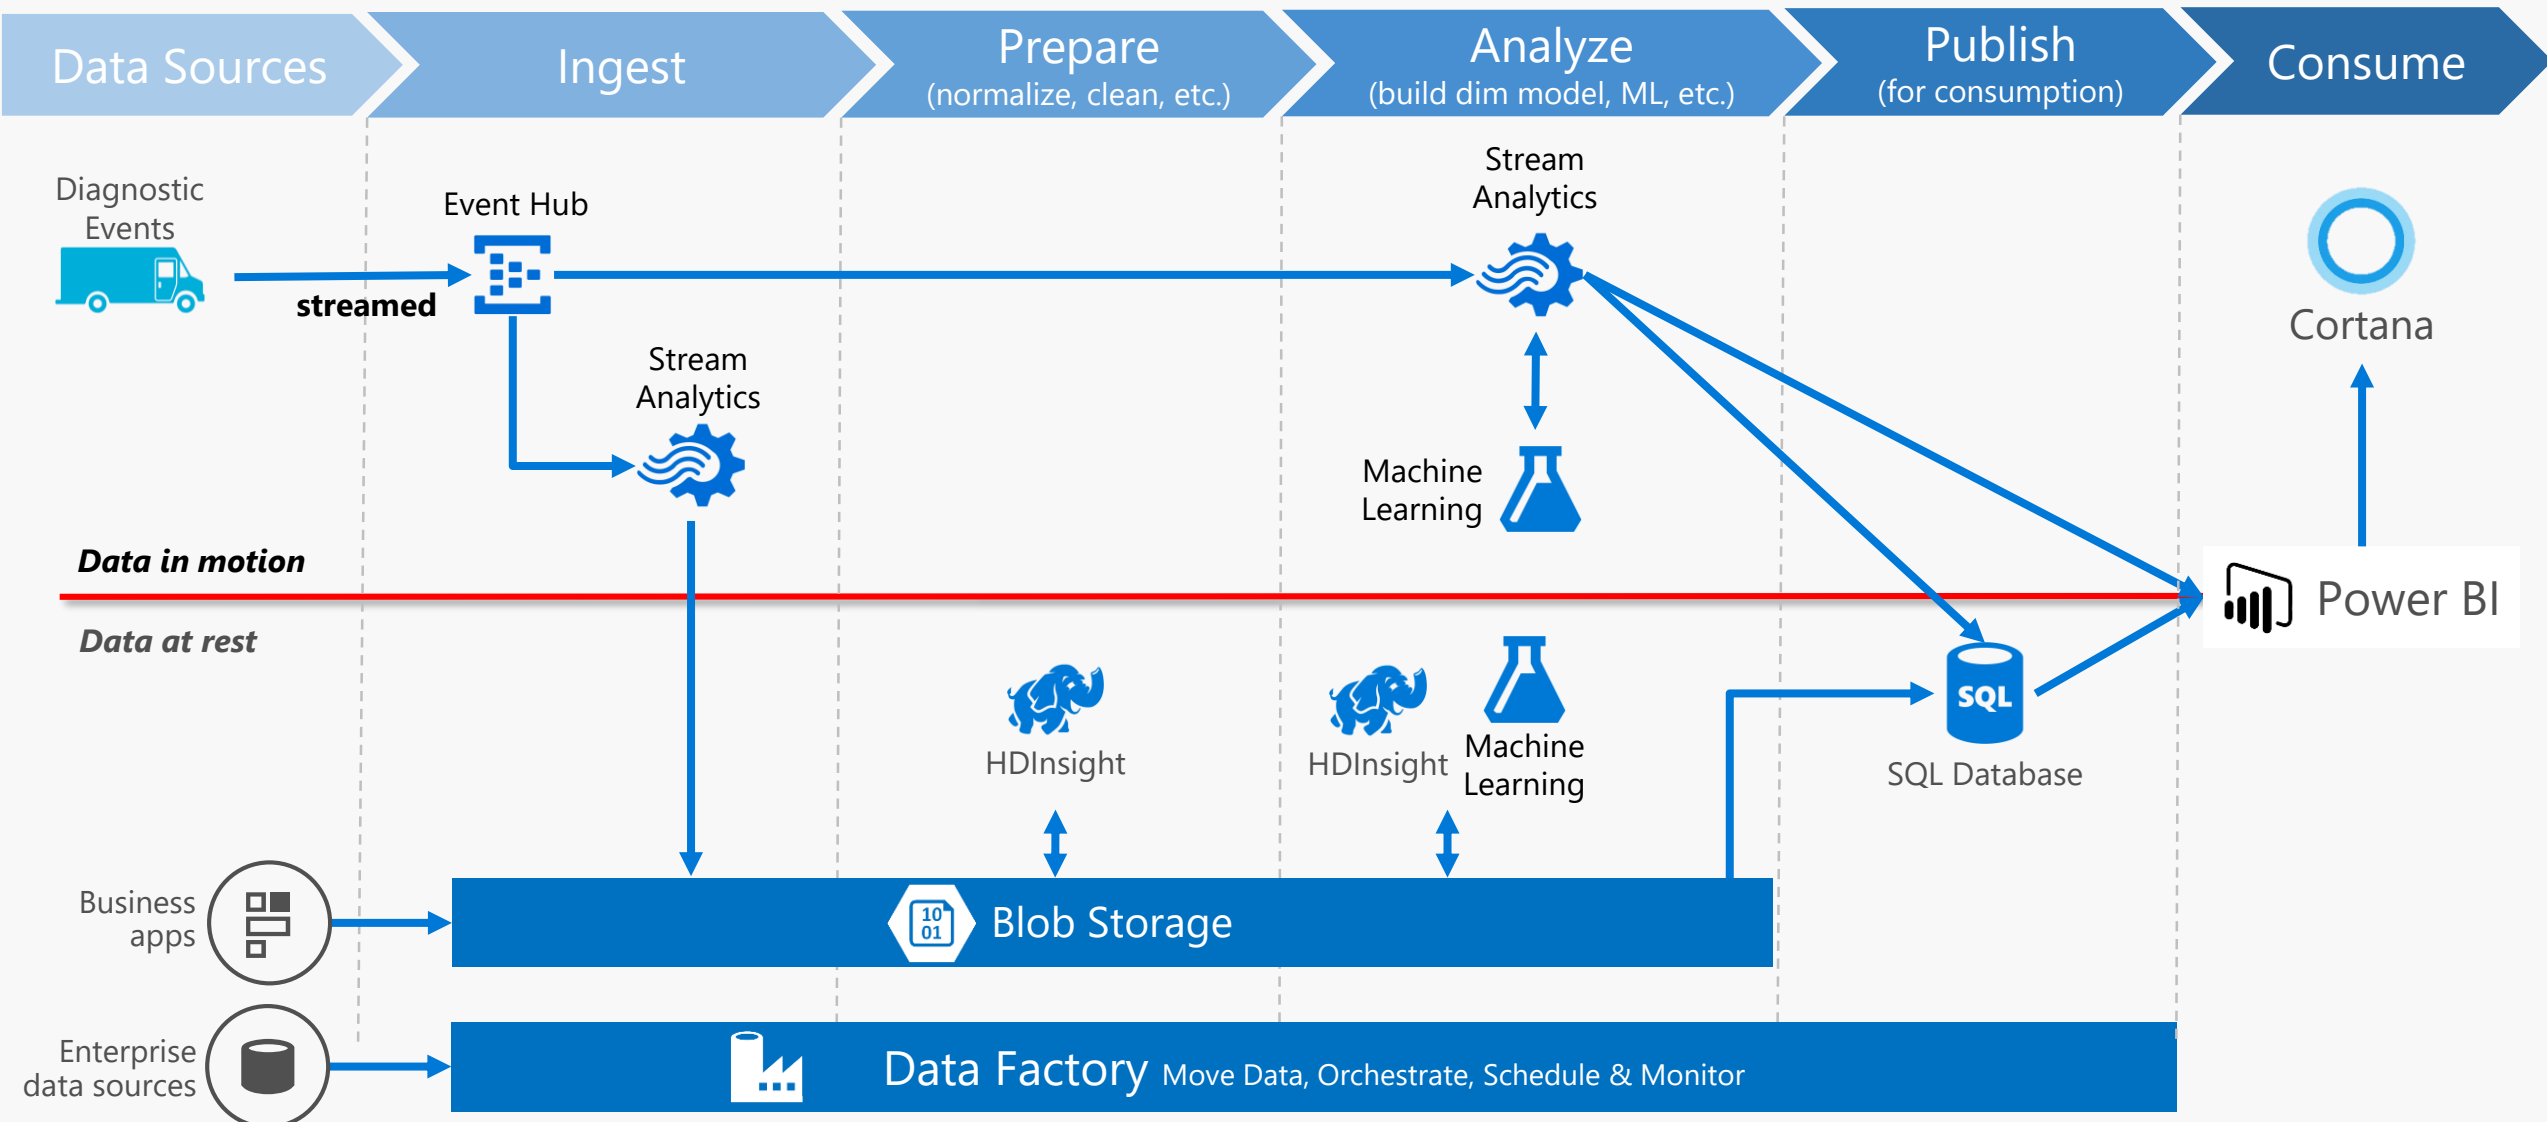 Data Sources
Ingest
Prepare
(normalize, clean, etc.)
Analyze
(build dim model, ML, etc.)
Publish
(for consumption)
Consume
Diagnostic
Events
streamed
Event Hub
Stream
Analytics
Stream
Analytics
Machine
Learning
Cortana
Data in motion
Data at rest
Power BI
HDInsight
HDInsight
Machine
Learning
SQL
SQL Database
Business
apps
10
01
Blob Storage
Enterprise
data sources
Data Factory Move Data, Orchestrate, Schedule & Monitor